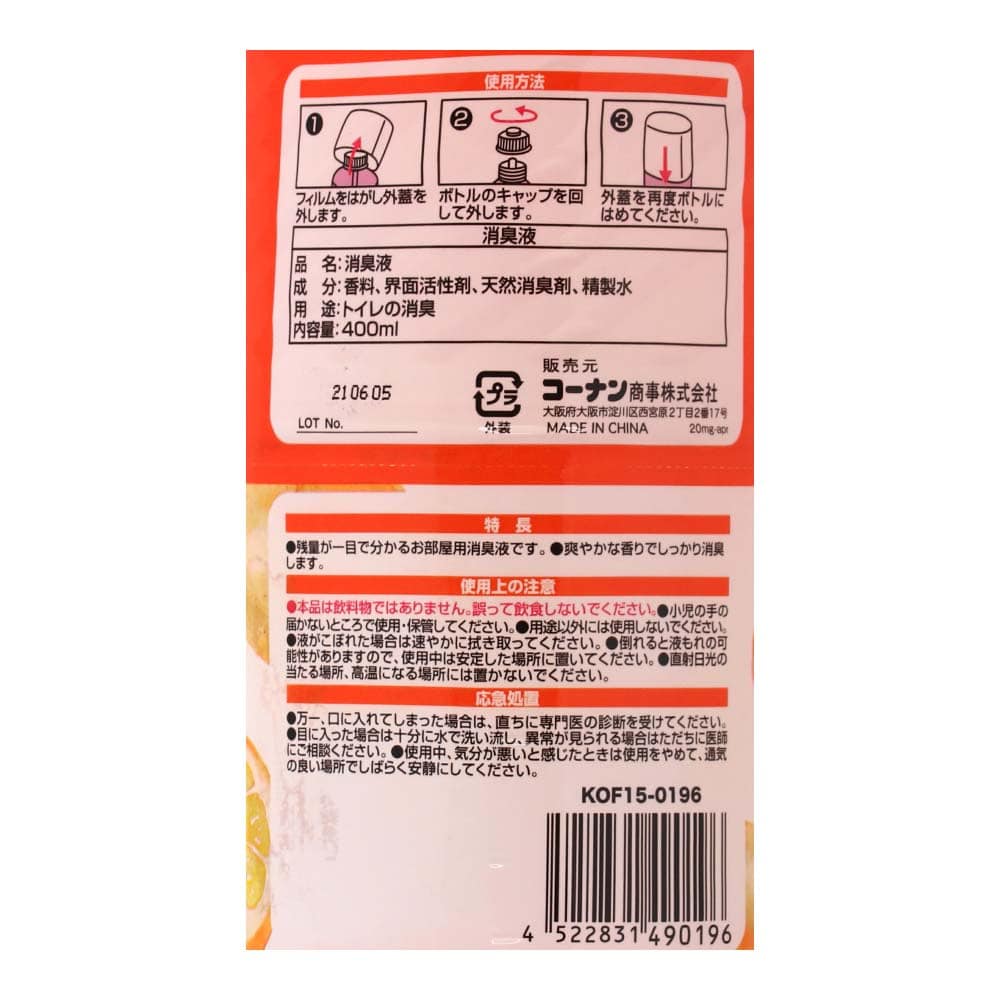 使用方法
1 2 3
フィルムをはがし外蓋を外します。
ボトルのキャップを回して外します。
外蓋を再度ボトルにはめてください。
消臭液
品 名:消臭液
成 分:香料、界面活性剤、天然消臭剤、精製水
用 途:トイレの消臭
内容量:400ml
販売元
コーナン商事株式会社
大阪府大阪市淀川区西宮原2丁目2番17号
MADE IN CHINA 20mg-apr
プラ
外装
210605
LOT No.
特 長
●残量が一目で分かるお部屋用消臭液です。●爽やかな香りでしっかり消臭
します。
使用上の注意
●本品は飲料物ではありません。誤って飲食しないでください。●小児の手の
届かないところで使用・保管してください。●用途以外には使用しないでください。
●液がこぼれた場合は速やかに拭き取ってください。●倒れると液もれの可
能性がありますので、使用中は安定した場所に置いてください。●直射日光の
当たる場所、高温になる場所には置かないでください。
応急処置
●万一、口に入れてしまった場合は、直ちに専門医の診断を受けてください。
●目に入った場合は十分に水で洗い流し、異常が見られる場合はただちに医師
にご相談ください。●使用中、気分が悪いと感じたときは使用をやめて、通気
の良い場所でしばらく安静にしてください。
KOF15-0196
4 522831 490196